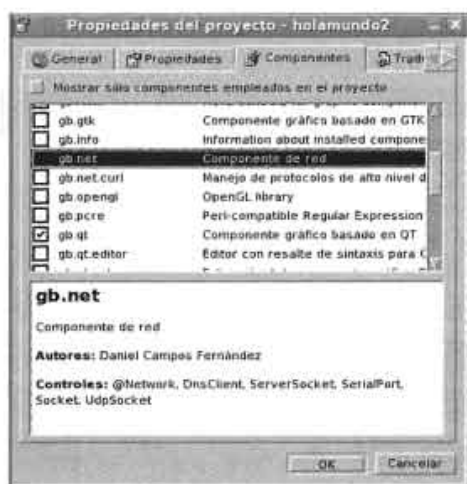 Propiedades del proyecto - holamundo2
General Propiedades Componentes
Mostrar sólo componentes empleados en el proyecto
gb.gtk Componente gráfico basado en GTK
gb.info Information about installed compone
gb.net Componente de red
gb.net.curl Manejo de protocolos de alto nivel d
gb.opengl OpenGL library
gb.pcre Perl-compatible Regular Expression
gb.qt Componente gráfico basado en QT
gb.qt.editor Editor con resalte de sintaxis para
gb.net
Componente de red
Autores: Daniel Campos Fernández
Controles: @Network, DnsClient, ServerSocket, SerialPort,
Socket, UdpSocket
OK Cancelar